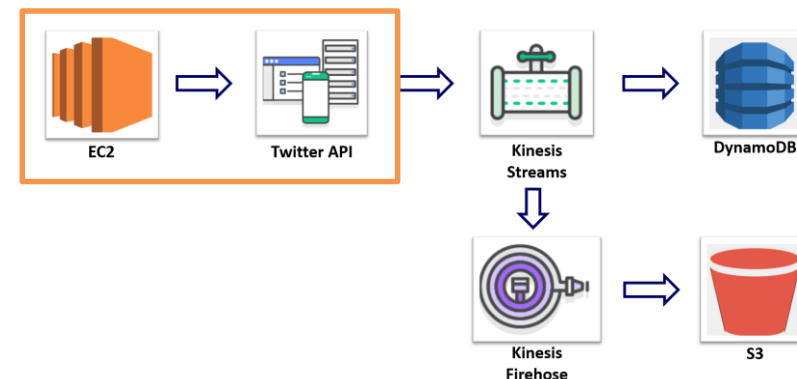 EC2
Twitter API
Kinesis
Streams
DynamoDB
Kinesis
Firehose
S3